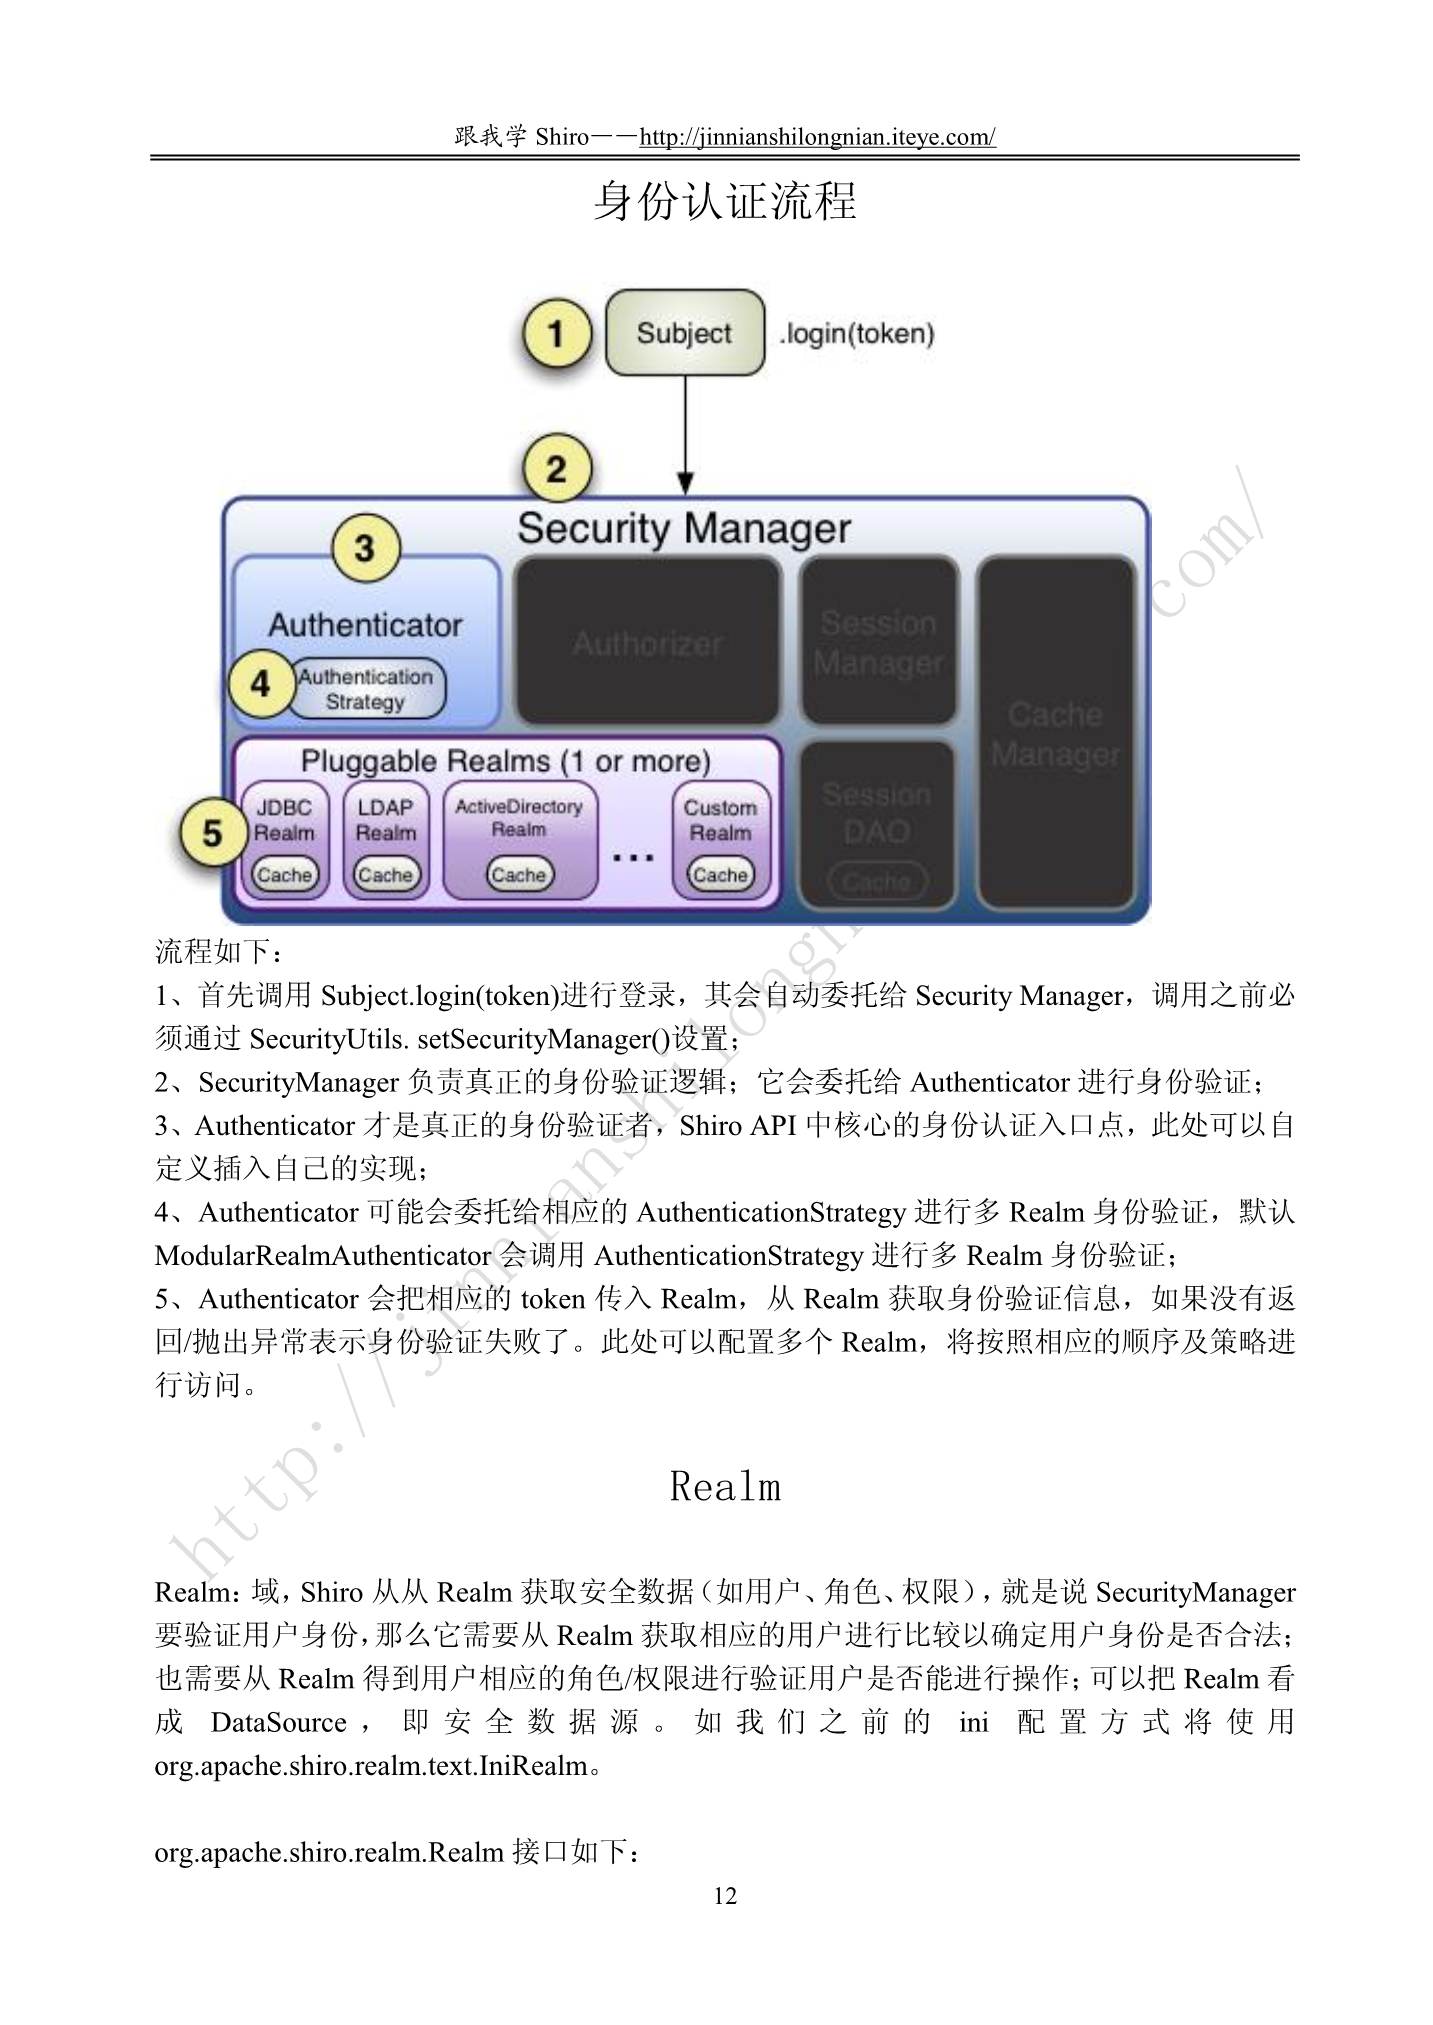 跟我学 Shiro——http://jinnianshilongnian.iteye.com/
身份认证流程
1
Subject
.login(token)
2
Security Manager
3
Authenticator
Authorizer
Session
Manager
Cache
Manager
4
Authentication
Strategy
Pluggable Realms (1 or more)
5
JDBC
Realm
Cache
LDAP
Realm
Cache
ActiveDirectory
Realm
Cache
...
Custom
Realm
Cache
Session
DAO
Cache
流程如下：
1、首先调用 Subject.login(token)进行登录，其会自动委托给 Security Manager，调用之前必
须通过 SecurityUtils. setSecurityManager()设置；
2、SecurityManager 负责真正的身份验证逻辑；它会委托给 Authenticator 进行身份验证；
3、Authenticator 才是真正的身份验证者，Shiro API 中核心的身份认证入口点，此处可以自
定义插入自己的实现；
4、Authenticator 可能会委托给相应的 AuthenticationStrategy 进行多 Realm 身份验证，默认
ModularRealmAuthenticator 会调用 AuthenticationStrategy 进行多 Realm 身份验证；
5、Authenticator 会把相应的 token 传入 Realm，从 Realm 获取身份验证信息，如果没有返
回/抛出异常表示身份验证失败了。此处可以配置多个 Realm，将按照相应的顺序及策略进
行访问。
Realm
Realm：域，Shiro 从从 Realm 获取安全数据（如用户、角色、权限），就是说 SecurityManager
要验证用户身份，那么它需要从 Realm 获取相应的用户进行比较以确定用户身份是否合法；
也需要从 Realm 得到用户相应的角色/权限进行验证用户是否能进行操作；可以把 Realm 看
成 DataSource ， 即 安 全 数 据 源 。 如 我 们 之 前 的 ini 配 置 方 式 将 使 用
org.apache.shiro.realm.text.IniRealm。
org.apache.shiro.realm.Realm 接口如下：
12